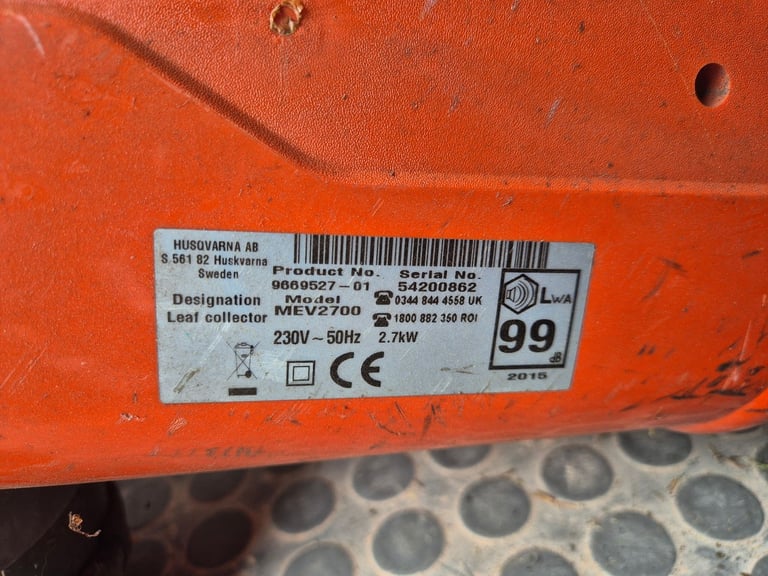 HUSQVARNA AB
S 561 82 Huskvarna
Sweden
Product No. Serial No.
9669527-01 54200862
Designation Model ☎ 0344 844 4558 UK
Leaf collector MEV2700 ☎ 1800 882 350 ROI
230V ~ 50Hz 2.7kW
CE
LWA
99
dB
2015